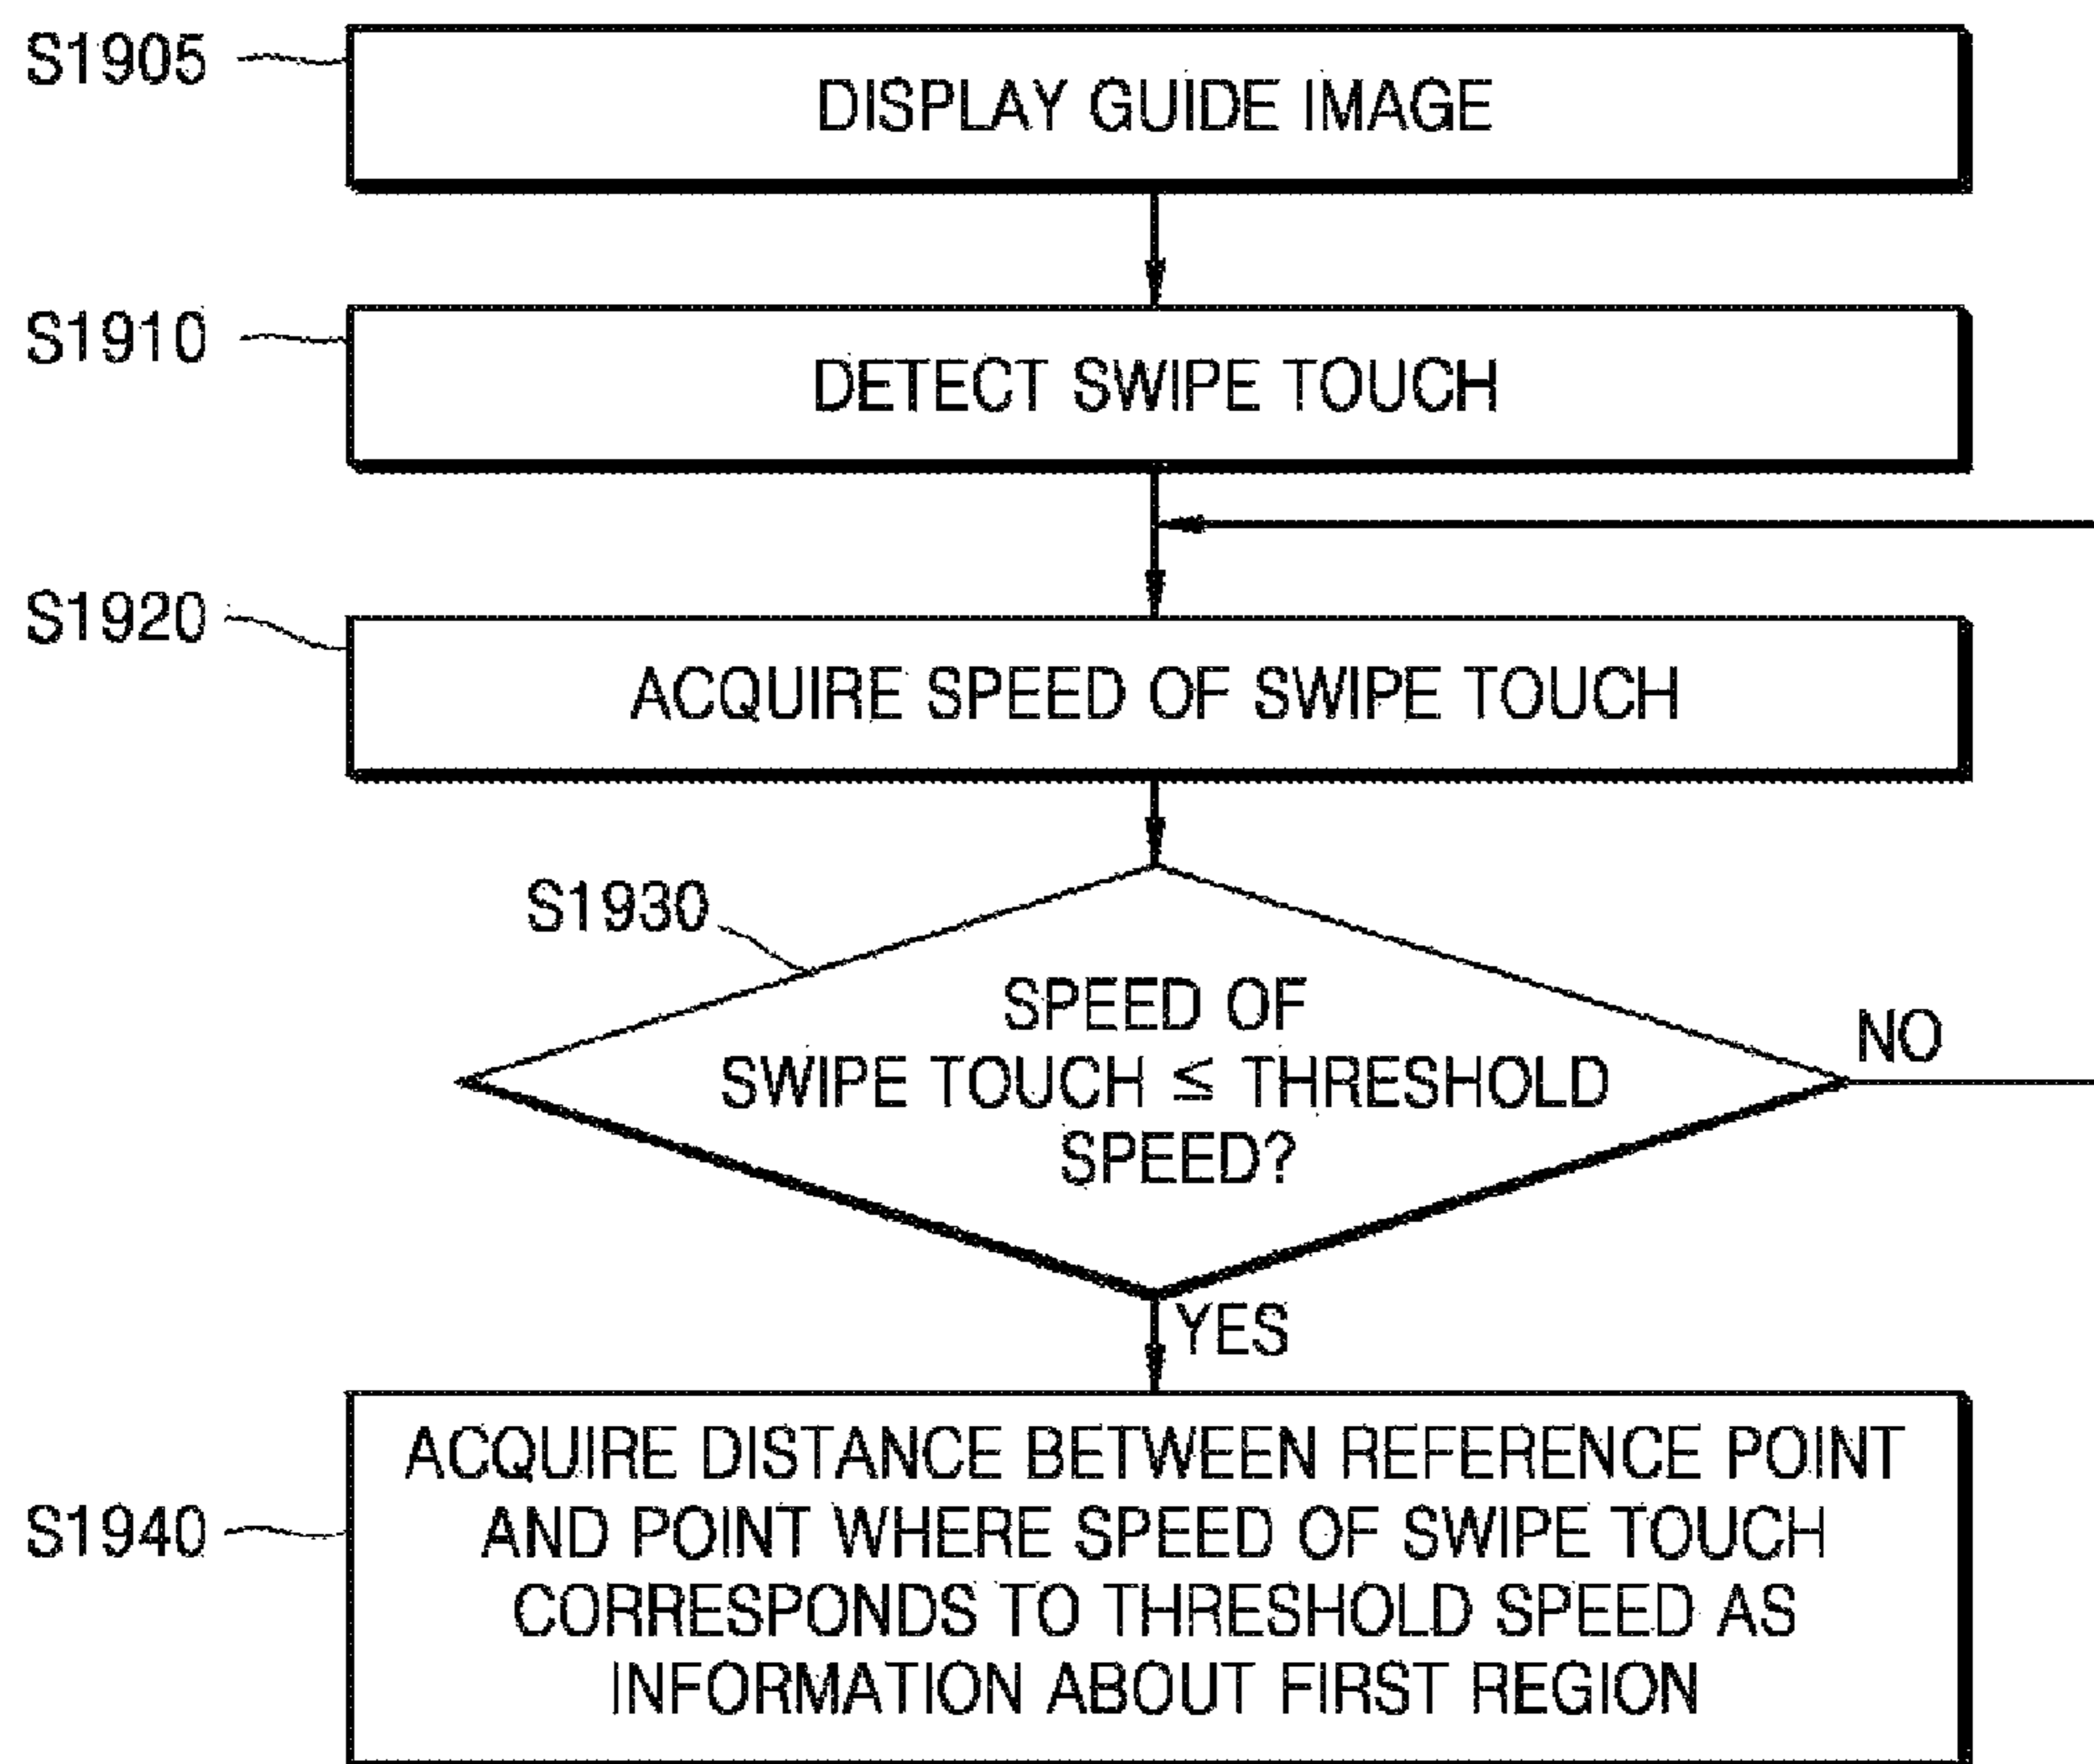 S1905
DISPLAY GUIDE IMAGE
S1910
DETECT SWIPE TOUCH
S1920
ACQUIRE SPEED OF SWIPE TOUCH
S1930
SPEED OF
SWIPE TOUCH ≤ THRESHOLD
SPEED?
NO
YES
S1940
ACQUIRE DISTANCE BETWEEN REFERENCE POINT
AND POINT WHERE SPEED OF SWIPE TOUCH
CORRESPONDS TO THRESHOLD SPEED AS
INFORMATION ABOUT FIRST REGION